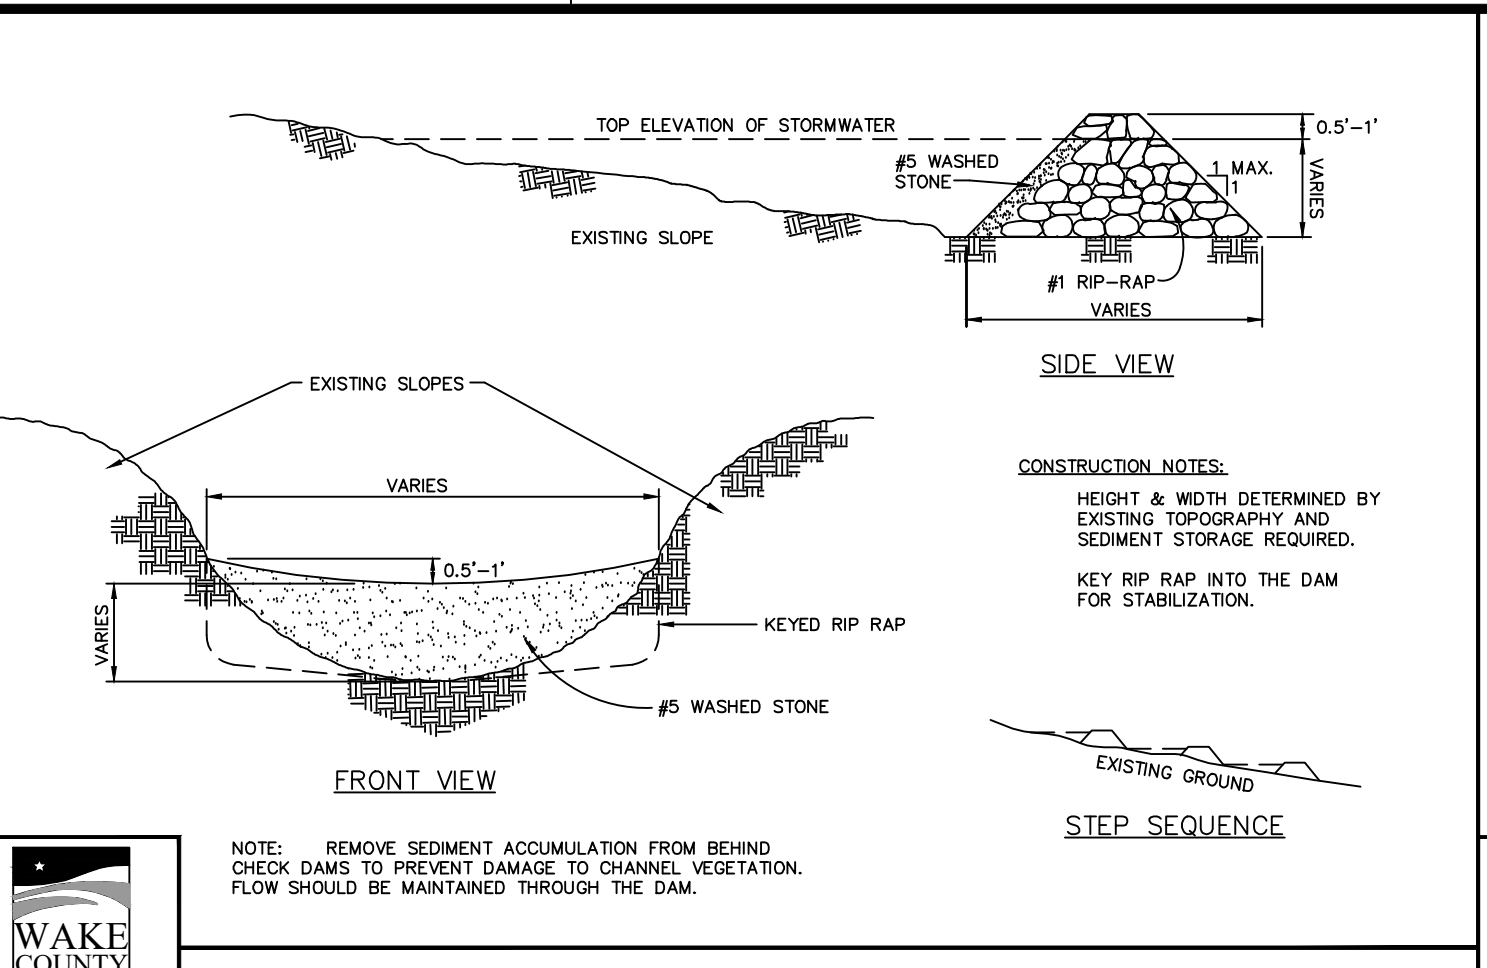 TOP ELEVATION OF STORMWATER
0.5'-1'
#5 WASHED
STONE
1 MAX.
1
VARIES
EXISTING SLOPE
#1 RIP-RAP
VARIES
SIDE VIEW
EXISTING SLOPES
VARIES
0.5'-1'
VARIES
KEYED RIP RAP
#5 WASHED STONE
FRONT VIEW
CONSTRUCTION NOTES:
HEIGHT & WIDTH DETERMINED BY
EXISTING TOPOGRAPHY AND
SEDIMENT STORAGE REQUIRED.
KEY RIP RAP INTO THE DAM
FOR STABILIZATION.
EXISTING GROUND
STEP SEQUENCE
NOTE: REMOVE SEDIMENT ACCUMULATION FROM BEHIND
CHECK DAMS TO PREVENT DAMAGE TO CHANNEL VEGETATION.
FLOW SHOULD BE MAINTAINED THROUGH THE DAM.
WAKE
COUNTY